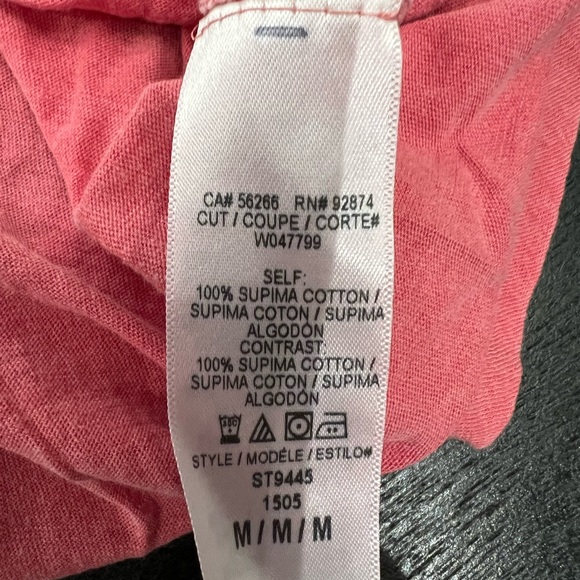 CA# 56266 RN# 92874
CUT / COUPE / CORTE#
W047799
SELF:
100% SUPIMA COTTON /
SUPIMA COTON / SUPIMA
ALGODÓN
CONTRAST:
100% SUPIMA COTTON /
SUPIMA COTON / SUPIMA
ALGODÓN
STYLE / MODÉLE / ESTILO#
ST9445
1505
M / M / M